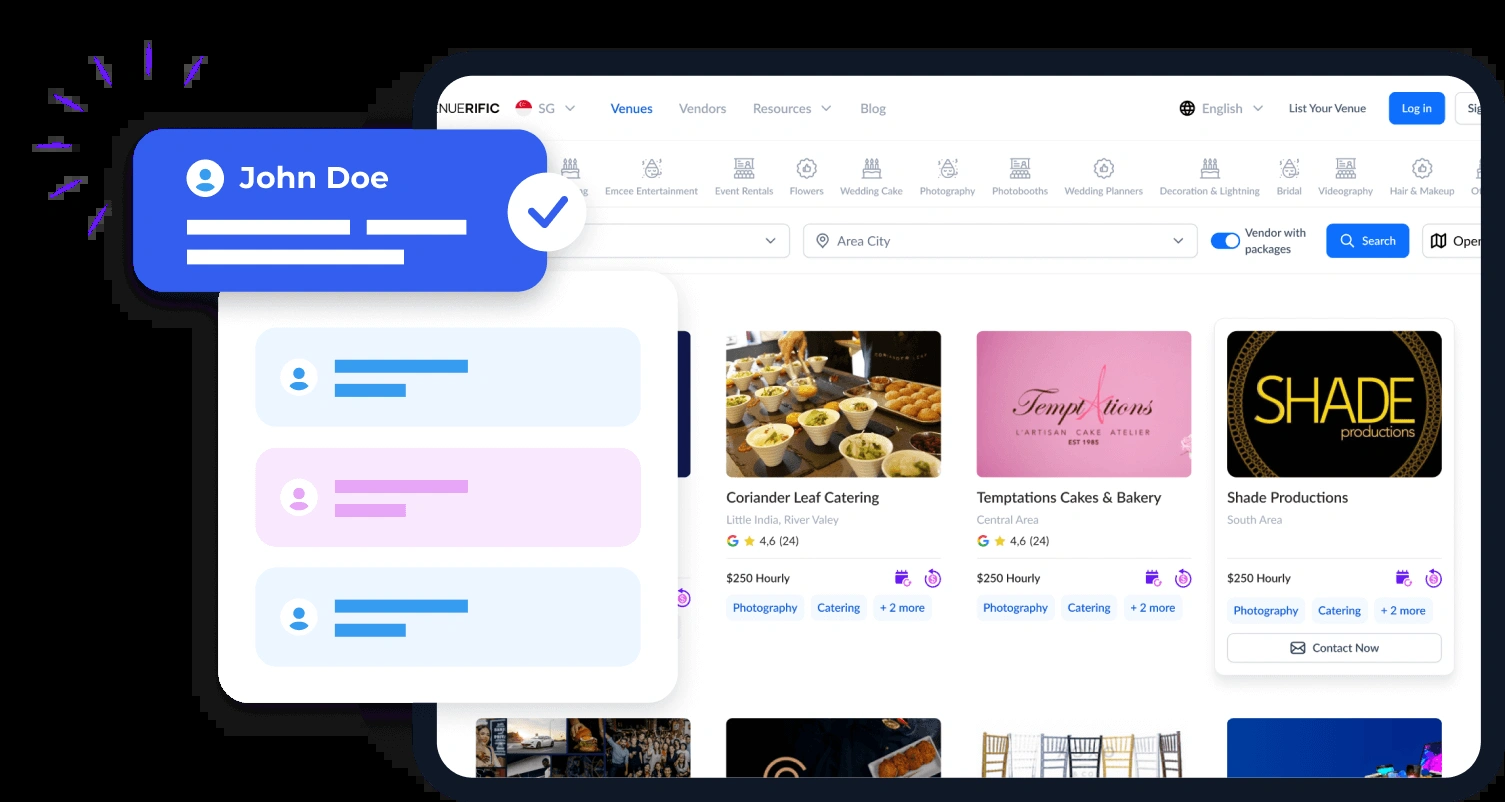 NUERIFIC
SG
Venues
Vendors
Resources
Blog
English
List Your Venue
Log in
Emcee Entertainment
Event Rentals
Flowers
Wedding Cake
Photography
Photobooths
Wedding Planners
Decoration & Lightning
Bridal
Videography
Hair & Makeup
John Doe
Area City
Vendor with
packages
Search
SHADE
productions
Temptations
L'ARTISAN CAKE ATELIER
EST 1985
Coriander Leaf Catering
Little India, River Valey
4,6 (24)
$250 Hourly
Photography
Catering
+ 2 more
Temptations Cakes & Bakery
Central Area
4,6 (24)
$250 Hourly
Photography
Catering
+ 2 more
Shade Productions
South Area
$250 Hourly
Photography
Catering
+ 2 more
Contact Now